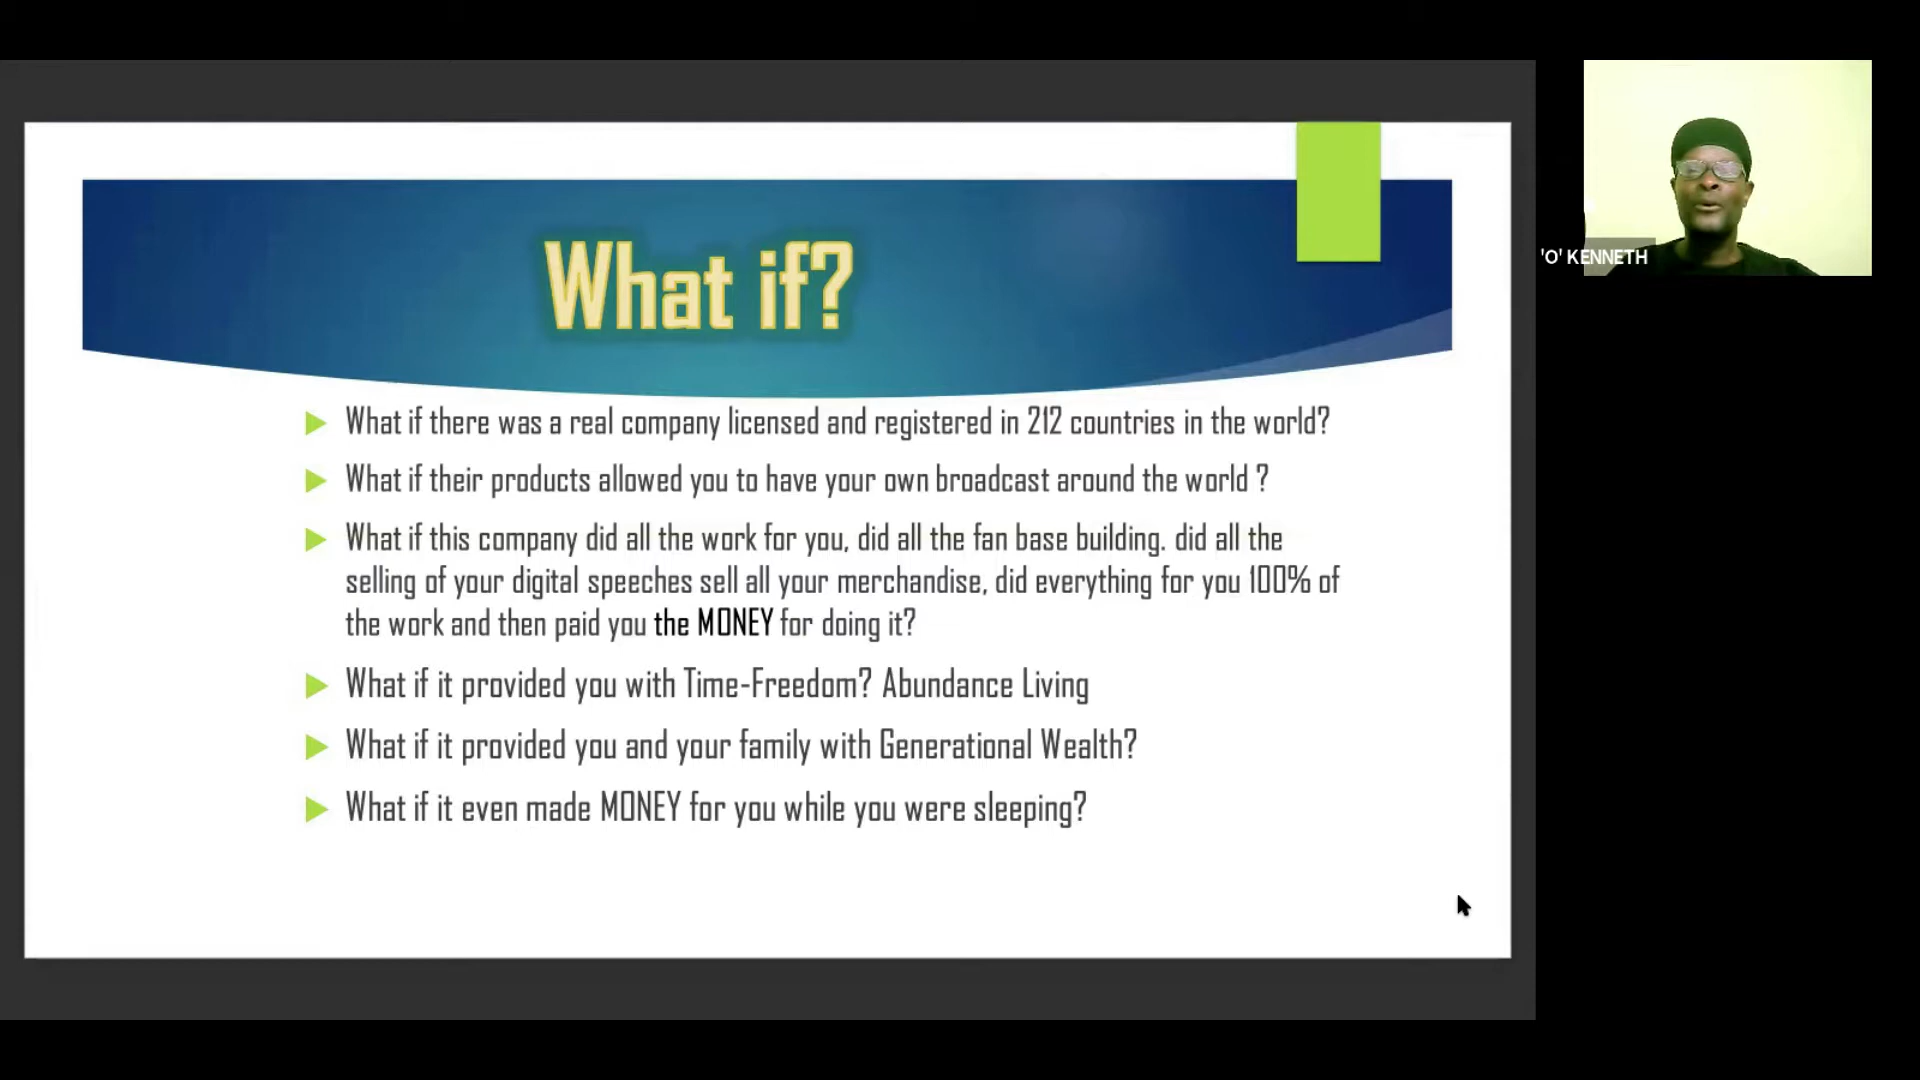 What if?
What if there was a real company licensed and registered in 212 countries in the world?
What if their products allowed you to have your own broadcast around the world ?
What if this company did all the work for you, did all the fan base building. did all the
selling of your digital speeches sell all your merchandise, did everything for you 100% of
the work and then paid you the MONEY for doing it?
What if it provided you with Time-Freedom? Abundance Living
What if it provided you and your family with Generational Wealth?
What if it even made MONEY for you while you were sleeping?
'O' KENNETH